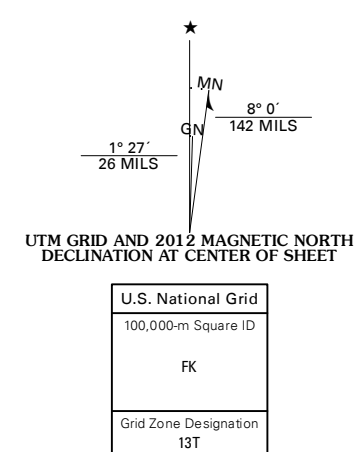 ★
MN
8° 0´
142 MILS
GN
1° 27´
26 MILS
UTM GRID AND 2012 MAGNETIC NORTH
DECLINATION AT CENTER OF SHEET
U.S. National Grid
100,000-m Square ID
FK
Grid Zone Designation
13T